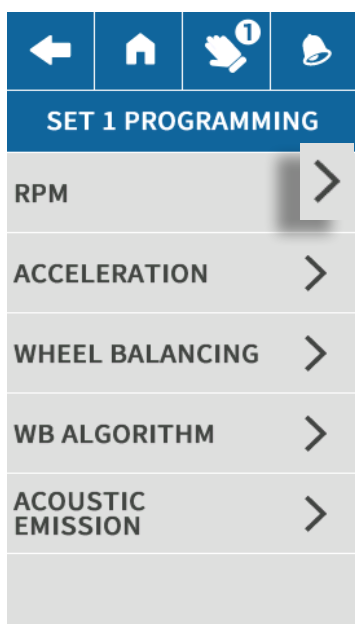 1
SET 1 PROGRAMMING
RPM
ACCELERATION
WHEEL BALANCING
WB ALGORITHM
ACOUSTIC
EMISSION